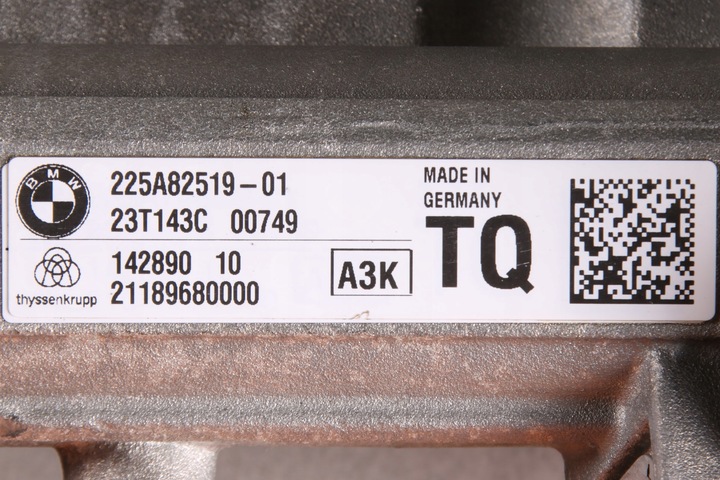 BMW
225A82519-01
23T143C 00749
thyssenkrupp
142890 10
21189680000
A3K
MADE IN
GERMANY
TQ